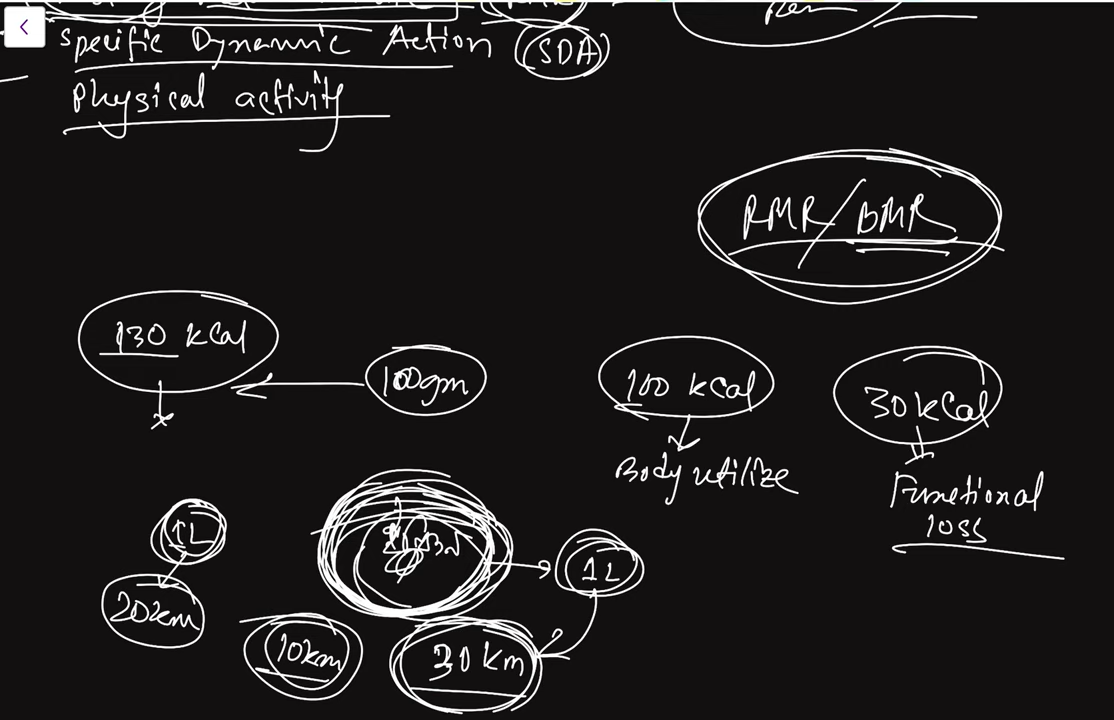 Specific Dynamic Action (SDA)
Physical activity
RMR/BMR
130 kCal
100gm
100 kCal
30 kCal
Body utilize
Functional
loss
1L
1L
20km
10km
30 km